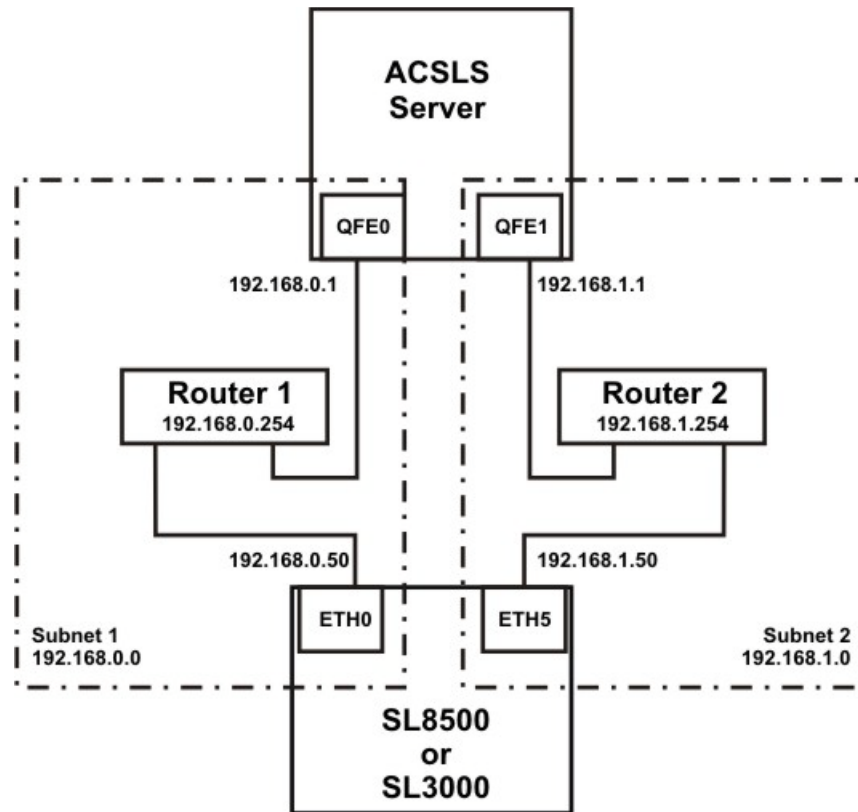 ACSLS
Server
QFE0
QFE1
192.168.0.1
192.168.1.1
Router 1
192.168.0.254
Router 2
192.168.1.254
192.168.0.50
192.168.1.50
ETH0
ETH5
Subnet 1
192.168.0.0
Subnet 2
192.168.1.0
SL8500
or
SL3000